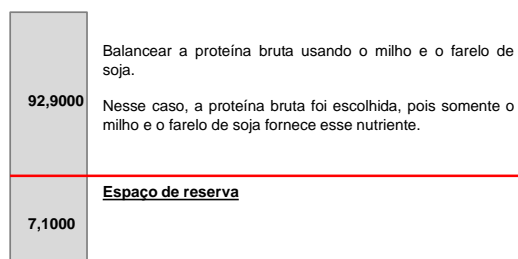 Balancear a proteína bruta usando o milho e o farelo de
soja.
92,9000
Nesse caso, a proteína bruta foi escolhida, pois somente o
milho e o farelo de soja fornece esse nutriente.
Espaço de reserva
7,1000